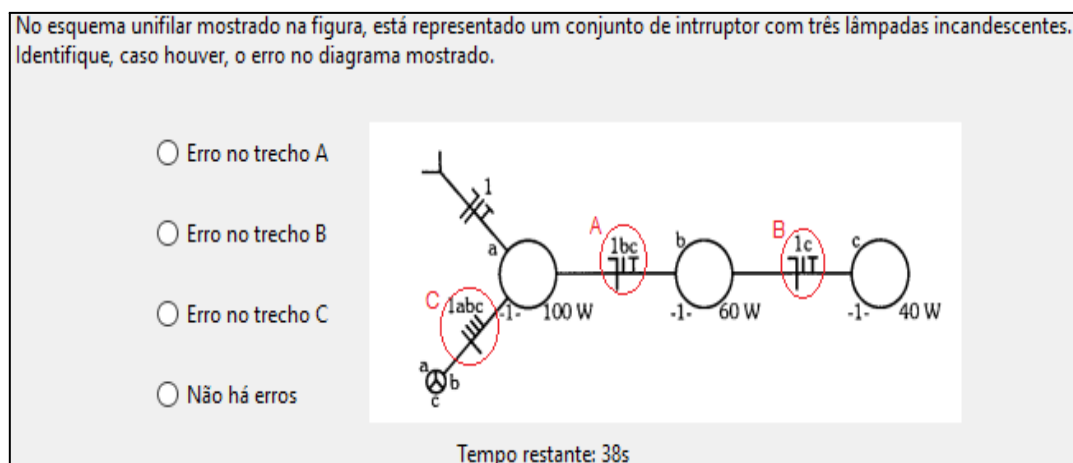 No esquema unifilar mostrado na figura, está representado um conjunto de intrruptor com três lâmpadas incandescentes.
Identifique, caso houver, o erro no diagrama mostrado.
Erro no trecho A
Erro no trecho B
Erro no trecho C
Não há erros
1
a
A
1bc
b
B
1c
c
C
1abc
-1- 100 W
-1- 60 W
-1- 40 W
a
b
c
Tempo restante: 38s